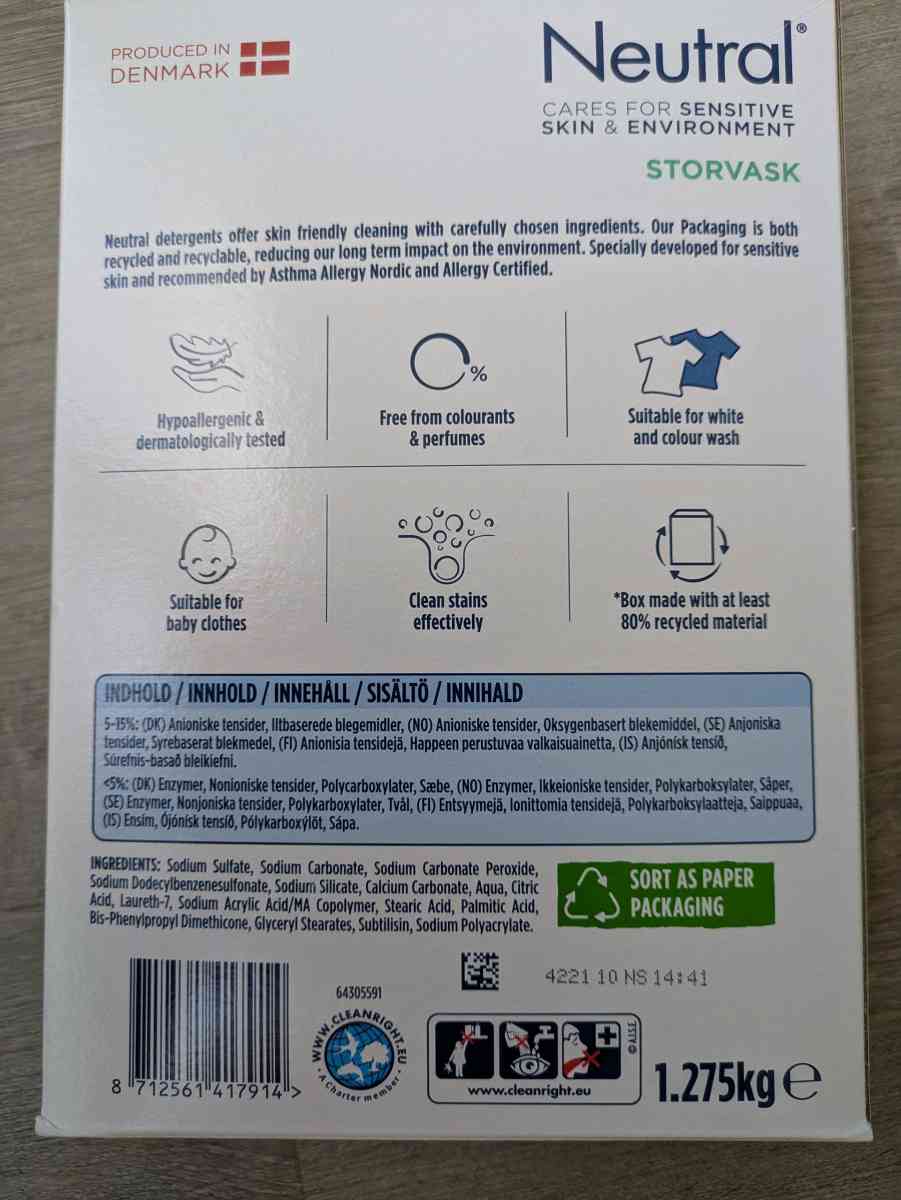 PRODUCED IN
DENMARK
Neutral®
CARES FOR SENSITIVE
SKIN & ENVIRONMENT
STORVASK
Neutral detergents offer skin friendly cleaning with carefully chosen ingredients. Our Packaging is both
recycled and recyclable, reducing our long term impact on the environment. Specially developed for sensitive
skin and recommended by Asthma Allergy Nordic and Allergy Certified.
Hypoallergenic &
dermatologically tested
%
Free from colourants
& perfumes
Suitable for white
and colour wash
Suitable for
baby clothes
Clean stains
effectively
*Box made with at least
80% recycled material
INDHOLD / INNHOLD / INNEHÅLL / SISÄLTÖ / INNIHALD
5-15%: (DK) Anioniske tensider, Iltbaserede blegemidler, (NO) Anioniske tensider, Oksygenbasert blekemiddel, (SE) Anjoniska
tensider, Syrebaserat blekmedel, (FI) Anionisia tensidejä, Happeen perustuvaa valkaisuainetta, (IS) Anjónísk tensíð,
Súrefnis-basað bleikiefni.
<5%: (DK) Enzymer, Nonioniske tensider, Polycarboxylater, Sæbe, (NO) Enzymer, Ikkeioniske tensider, Polykarboksylater, Såper,
(SE) Enzymer, Nonjoniska tensider, Polykarboxylater, Tvål, (FI) Entsyymejä, Ionittomia tensidejä, Polykarboksylaatteja, Saippuaa,
(IS) Ensím, Ójónísk tensíð, Pólýkarboxýlöt, Sápa.
INGREDIENTS: Sodium Sulfate, Sodium Carbonate, Sodium Carbonate Peroxide,
Sodium Dodecylbenzenesulfonate, Sodium Silicate, Calcium Carbonate, Aqua, Citric
Acid, Laureth-7, Sodium Acrylic Acid/MA Copolymer, Stearic Acid, Palmitic Acid,
Bis-Phenylpropyl Dimethicone, Glyceryl Stearates, Subtilisin, Sodium Polyacrylate.
SORT AS PAPER
PACKAGING
4221 10 NS 14:41
64305591
WWW.CLEANRIGHT.EU
A Charter member
© A.I.S.E.
www.cleanright.eu
8 712561 417914 >
1.275kg ℮